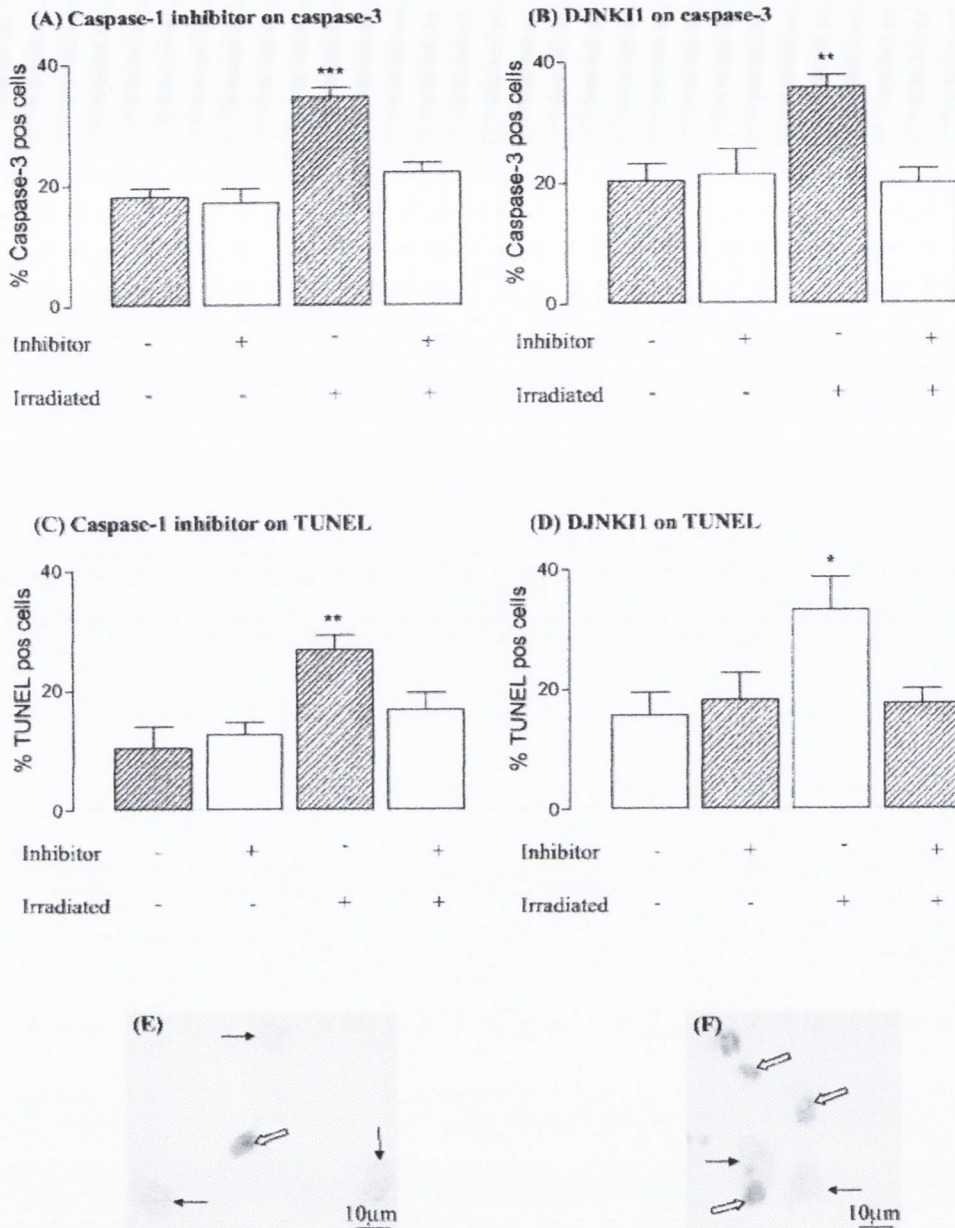 (A) Caspase-1 inhibitor on caspase-3
(B) DJNKI1 on caspase-3
% Caspase-3 pos cells
40
20
0
***
% Caspase-3 pos cells
40
20
0
**
Inhibitor - + - +
Inhibitor - + - +
Irradiated - - + +
Irradiated - - + +
(C) Caspase-1 inhibitor on TUNEL
(D) DJNKI1 on TUNEL
% TUNEL pos cells
40
20
0
**
% TUNEL pos cells
40
20
0
*
Inhibitor - + - +
Inhibitor - + - +
Irradiated - - + +
Irradiated - - + +
(E)
(F)
10μm
10μm